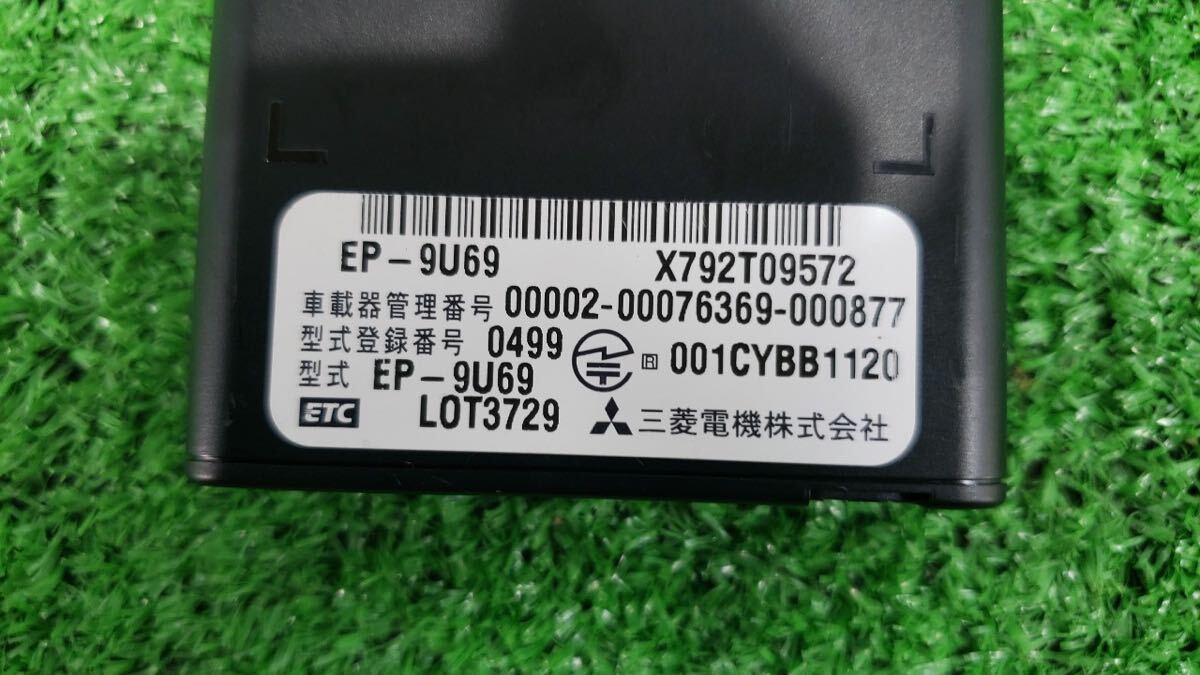 EP-9U69 X792T09572
車載器管理番号 00002-00076369-000877
型式登録番号 0499 R 001CYBB1120
型式 EP-9U69
ETC LOT3729 三菱電機株式会社